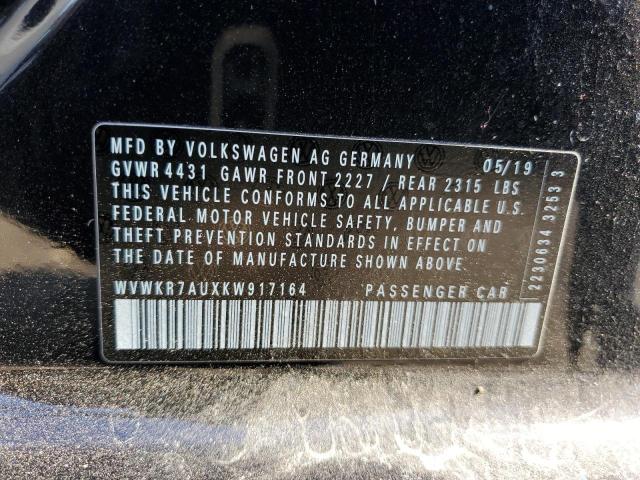 MFD BY VOLKSWAGEN AG GERMANY 05/19
GVWR 4431 GAWR FRONT 2227 / REAR 2315 LBS
THIS VEHICLE CONFORMS TO ALL APPLICABLE U.S.
FEDERAL MOTOR VEHICLE SAFETY, BUMPER AND
THEFT PREVENTION STANDARDS IN EFFECT ON
THE DATE OF MANUFACTURE SHOWN ABOVE.
WVWKR7AUXKW917164 PASSENGER CAR
2230634 3253 3